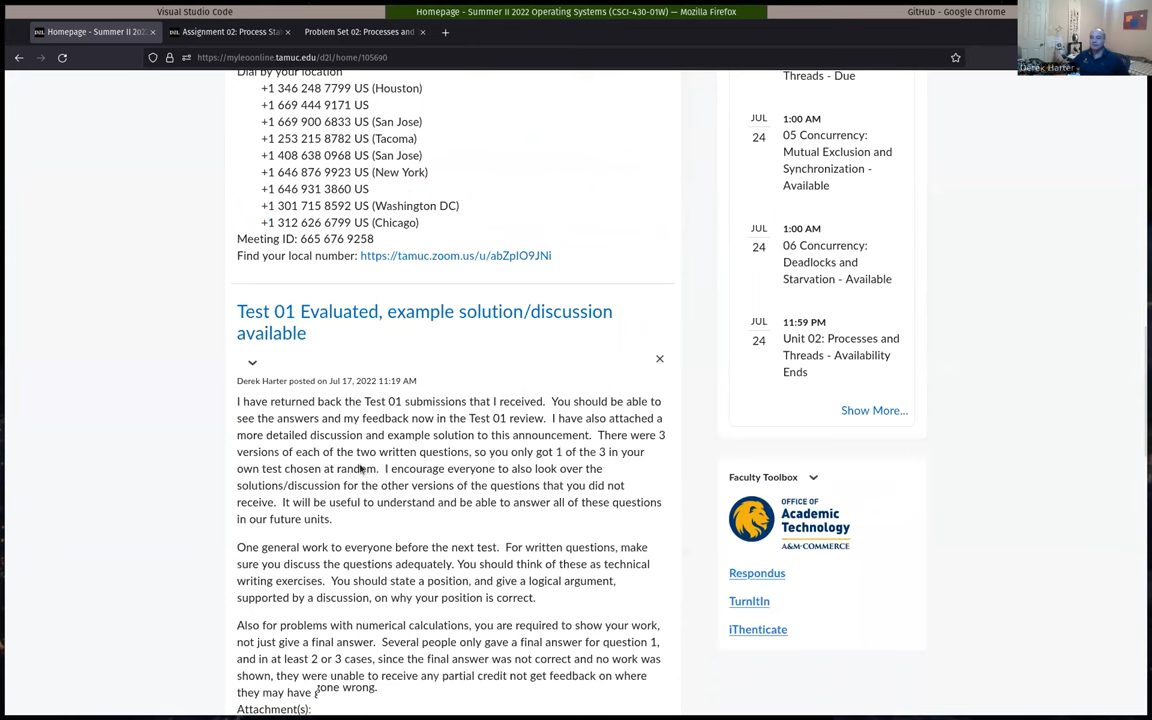 Visual Studio Code
Homepage - Summer II 2022 Operating Systems (CSCI-430-01W) — Mozilla Firefox
GitHub - Google Chrome
D2L Homepage - Summer II 202 ×
D2L Assignment 02: Process Sta ×
Problem Set 02: Processes and ×
+
https://myleoonline.tamuc.edu/d2l/home/105690
Derek Harter
Dial by your location
+1 346 248 7799 US (Houston)
+1 669 444 9171 US
+1 669 900 6833 US (San Jose)
+1 253 215 8782 US (Tacoma)
+1 408 638 0968 US (San Jose)
+1 646 876 9923 US (New York)
+1 646 931 3860 US
+1 301 715 8592 US (Washington DC)
+1 312 626 6799 US (Chicago)
Meeting ID: 665 676 9258
Find your local number: https://tamuc.zoom.us/u/abZpIO9JNi
Test 01 Evaluated, example solution/discussion
available
Derek Harter posted on Jul 17, 2022 11:19 AM
I have returned back the Test 01 submissions that I received. You should be able to
see the answers and my feedback now in the Test 01 review. I have also attached a
more detailed discussion and example solution to this announcement. There were 3
versions of each of the two written questions, so you only got 1 of the 3 in your
own test chosen at random. I encourage everyone to also look over the
solutions/discussion for the other versions of the questions that you did not
receive. It will be useful to understand and be able to answer all of these questions
in our future units.
One general work to everyone before the next test. For written questions, make
sure you discuss the questions adequately. You should think of these as technical
writing exercises. You should state a position, and give a logical argument,
supported by a discussion, on why your position is correct.
Also for problems with numerical calculations, you are required to show your work,
not just give a final answer. Several people only gave a final answer for question 1,
and in at least 2 or 3 cases, since the final answer was not correct and no work was
shown, they were unable to receive any partial credit not get feedback on where
they may have gone wrong.
Attachment(s):
Threads - Due
JUL
24
1:00 AM
05 Concurrency:
Mutual Exclusion and
Synchronization -
Available
JUL
24
1:00 AM
06 Concurrency:
Deadlocks and
Starvation - Available
JUL
24
11:59 PM
Unit 02: Processes and
Threads - Availability
Ends
Show More...
Faculty Toolbox
OFFICE OF
Academic
Technology
A&M-COMMERCE
Respondus
TurnItIn
iThenticate